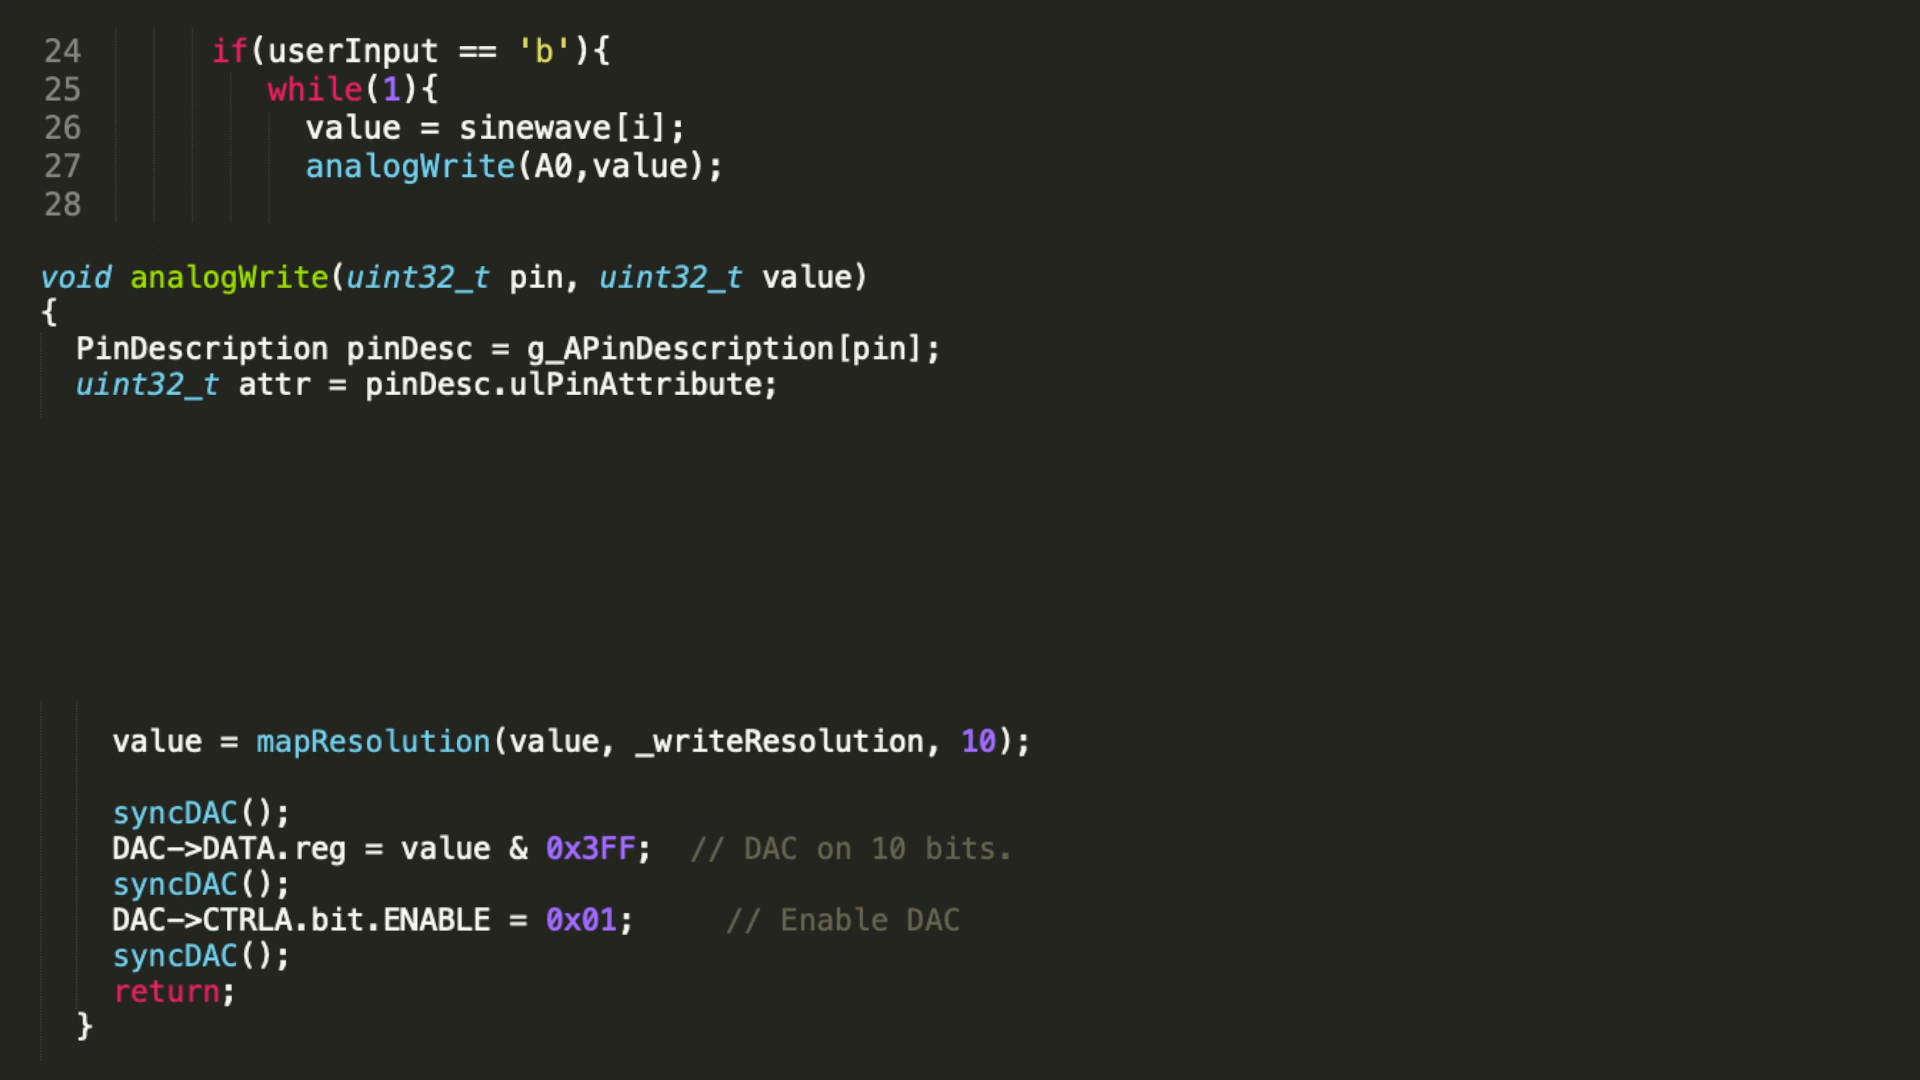 24 if(userInput == 'b'){
25 while(1){
26 value = sinewave[i];
27 analogWrite(A0,value);
28
void analogWrite(uint32_t pin, uint32_t value)
{
PinDescription pinDesc = g_APinDescription[pin];
uint32_t attr = pinDesc.ulPinAttribute;
value = mapResolution(value, _writeResolution, 10);
syncDAC();
DAC->DATA.reg = value & 0x3FF; // DAC on 10 bits.
syncDAC();
DAC->CTRLA.bit.ENABLE = 0x01; // Enable DAC
syncDAC();
return;
}